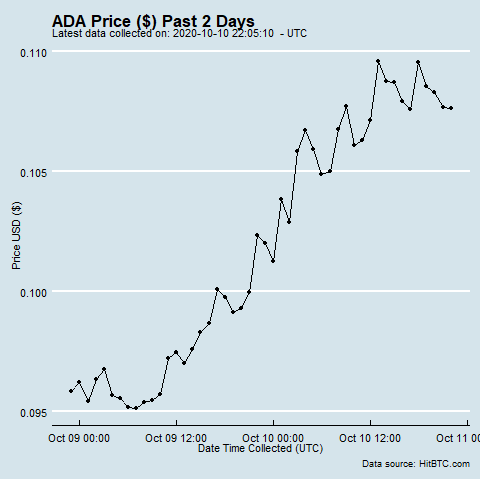 ADA Price ($) Past 2 Days
Latest data collected on: 2020-10-10 22:05:10 - UTC
0.110
0.105
0.100
0.095
Price USD ($)
Oct 09 00:00 Oct 09 12:00 Oct 10 00:00 Oct 10 12:00 Oct 11 00
Date Time Collected (UTC)
Data source: HitBTC.com